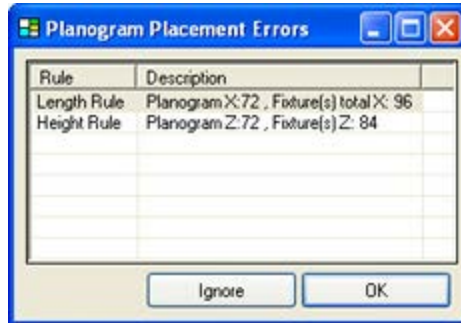 Planogram Placement Errors
Rule Description
Length Rule Planogram X:72 , Fixture(s) total X: 96
Height Rule Planogram Z:72 , Fixture(s) Z: 84
Ignore OK